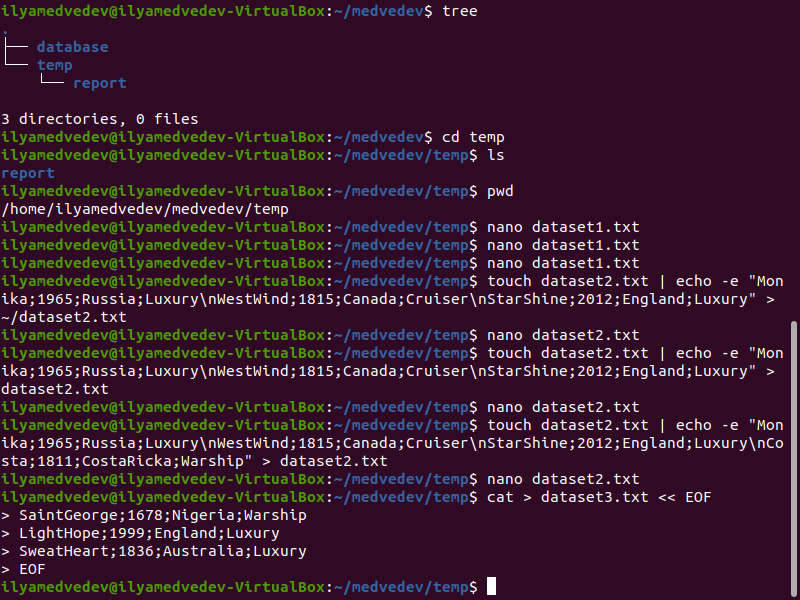 ilyamedvedev@ilyamedvedev-VirtualBox:~/medvedev$ tree
.
├── database
└── temp
    └── report

3 directories, 0 files
ilyamedvedev@ilyamedvedev-VirtualBox:~/medvedev$ cd temp
ilyamedvedev@ilyamedvedev-VirtualBox:~/medvedev/temp$ ls
report
ilyamedvedev@ilyamedvedev-VirtualBox:~/medvedev/temp$ pwd
/home/ilyamedvedev/medvedev/temp
ilyamedvedev@ilyamedvedev-VirtualBox:~/medvedev/temp$ nano dataset1.txt
ilyamedvedev@ilyamedvedev-VirtualBox:~/medvedev/temp$ nano dataset1.txt
ilyamedvedev@ilyamedvedev-VirtualBox:~/medvedev/temp$ nano dataset1.txt
ilyamedvedev@ilyamedvedev-VirtualBox:~/medvedev/temp$ touch dataset2.txt | echo -e "Mon
ika;1965;Russia;Luxury\nWestWind;1815;Canada;Cruiser\nStarShine;2012;England;Luxury" >
~/dataset2.txt
ilyamedvedev@ilyamedvedev-VirtualBox:~/medvedev/temp$ nano dataset2.txt
ilyamedvedev@ilyamedvedev-VirtualBox:~/medvedev/temp$ touch dataset2.txt | echo -e "Mon
ika;1965;Russia;Luxury\nWestWind;1815;Canada;Cruiser\nStarShine;2012;England;Luxury" >
dataset2.txt
ilyamedvedev@ilyamedvedev-VirtualBox:~/medvedev/temp$ nano dataset2.txt
ilyamedvedev@ilyamedvedev-VirtualBox:~/medvedev/temp$ touch dataset2.txt | echo -e "Mon
ika;1965;Russia;Luxury\nWestWind;1815;Canada;Cruiser\nStarShine;2012;England;Luxury\nCo
sta;1811;CostaRicka;Warship" > dataset2.txt
ilyamedvedev@ilyamedvedev-VirtualBox:~/medvedev/temp$ nano dataset2.txt
ilyamedvedev@ilyamedvedev-VirtualBox:~/medvedev/temp$ cat > dataset3.txt << EOF
> SaintGeorge;1678;Nigeria;Warship
> LightHope;1999;England;Luxury
> SweatHeart;1836;Australia;Luxury
> EOF
ilyamedvedev@ilyamedvedev-VirtualBox:~/medvedev/temp$